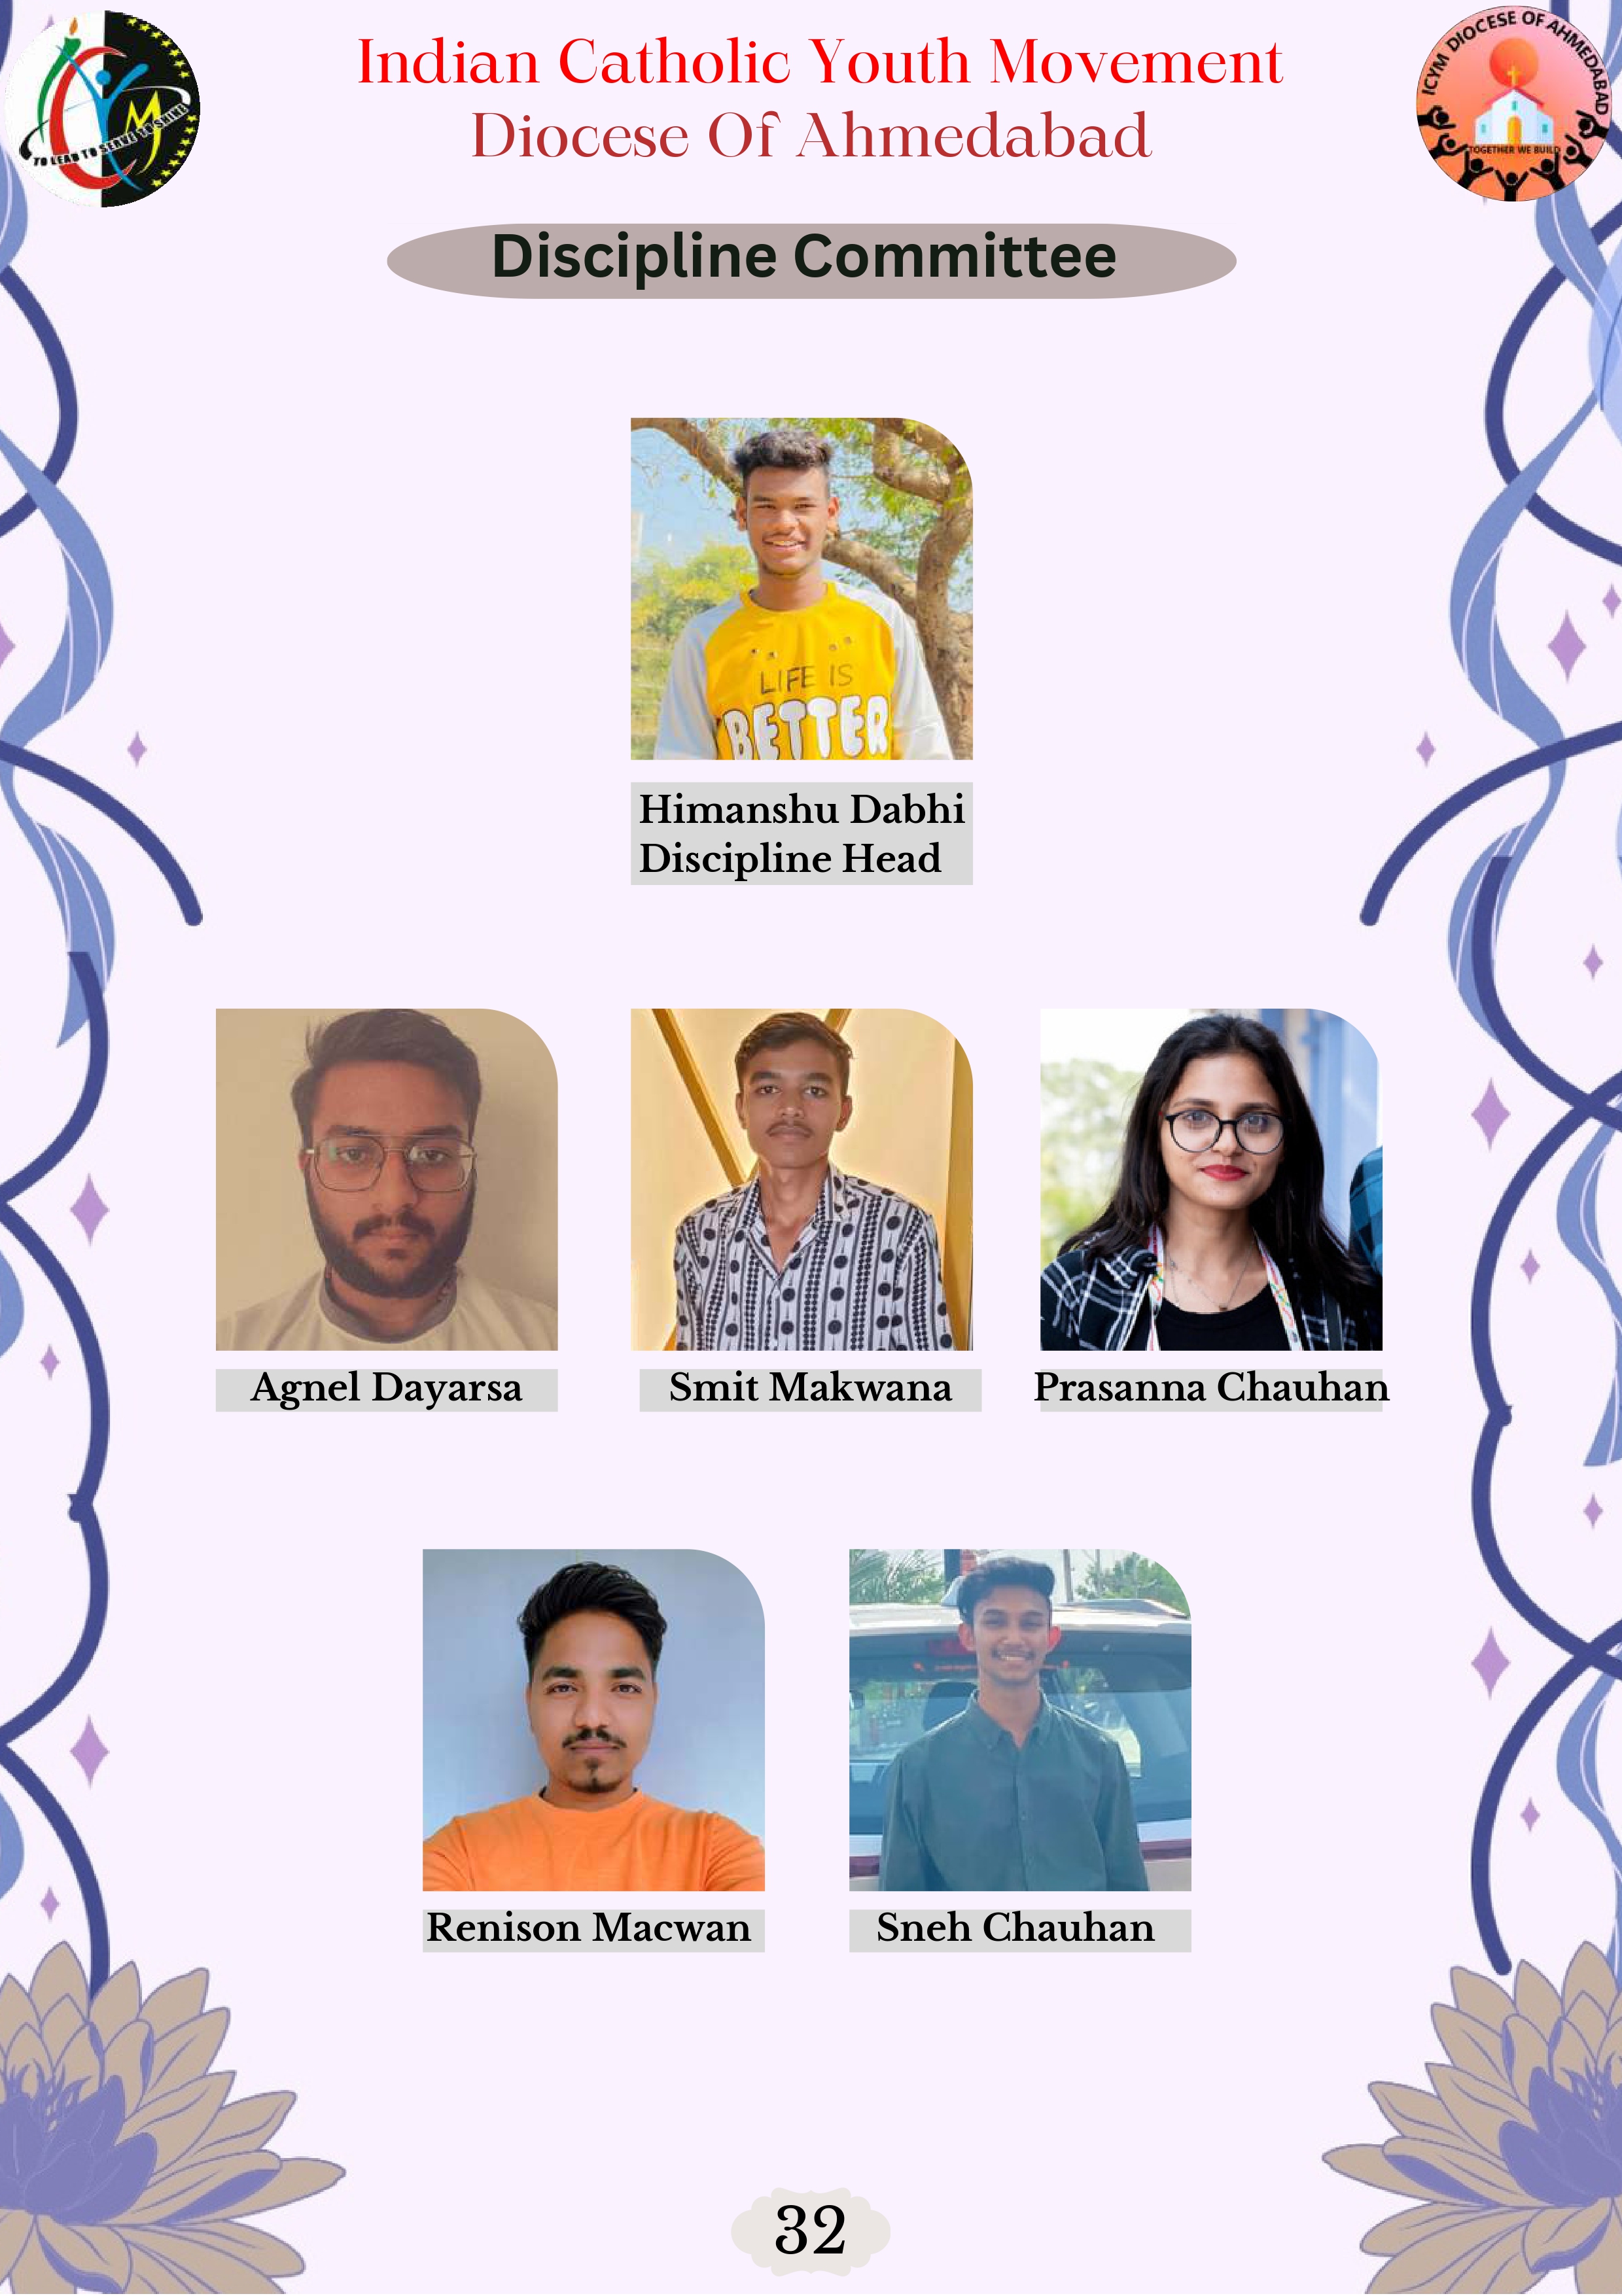 Indian Catholic Youth Movement
Diocese Of Ahmedabad
TO LEAD TO SERVE TO SHINE
ICYM DIOCESE OF AHMEDABAD
TOGETHER WE BUILD
Discipline Committee
LIFE IS
BETTER
Himanshu Dabhi
Discipline Head
Agnel Dayarsa
Smit Makwana
Prasanna Chauhan
Renison Macwan
Sneh Chauhan
32